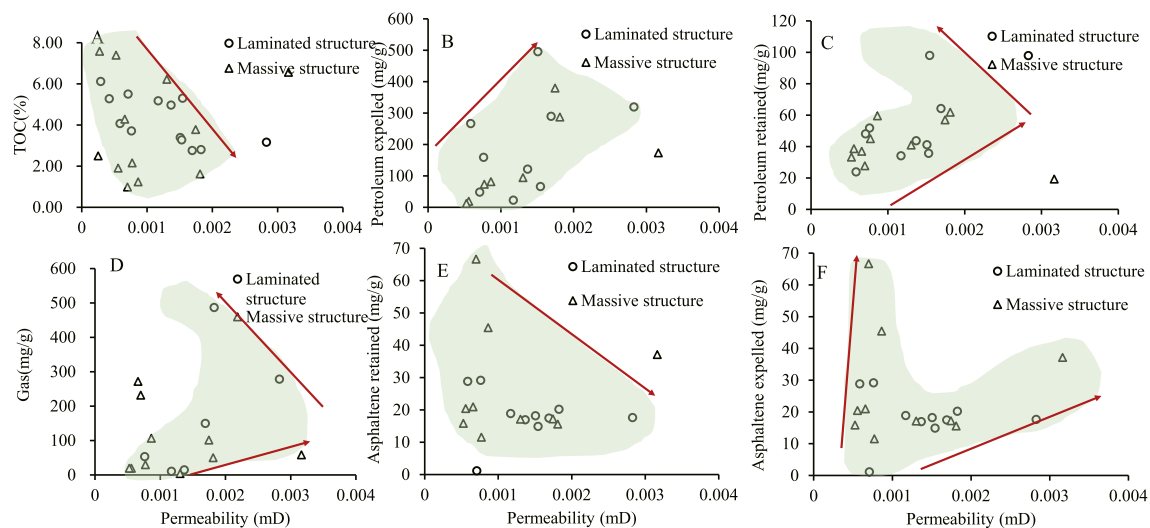 A
8.00
6.00
4.00
2.00
0.00
TOC(%)
0
0.001
0.002
0.003
0.004
Laminated structure
Massive structure
B
600
500
400
300
200
100
0
Petroleum expelled (mg/g)
0
0.001
0.002
0.003
0.004
Laminated structure
Massive structure
C
120
100
80
60
40
20
0
Petroleum retained(mg/g)
0
0.001
0.002
0.003
0.004
Laminated structure
Massive structure
D
600
500
400
300
200
100
0
Gas(mg/g)
0
0.001
0.002
0.003
0.004
Permeability (mD)
Laminated
structure
Massive structure
E
70
60
50
40
30
20
10
0
Asphaltene retained (mg/g)
0
0.001
0.002
0.003
0.004
Permeability (mD)
Laminated structure
Massive structure
F
70
60
50
40
30
20
10
0
Asphaltene expelled (mg/g)
0
0.001
0.002
0.003
0.004
Permeability (mD)
Laminated structure
Massive structure